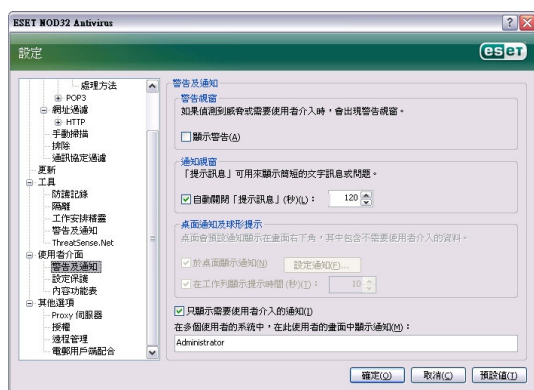 ESET NOD32 Antivirus
設定
eset
處理方法
POP3
網址過濾
HTTP
手動掃描
排除
通訊協定過濾
更新
工具
防護記錄
隔離
工作安排精靈
警告及通知
ThreatSense.Net
使用者介面
警告及通知
設定保護
內容功能表
其他選項
Proxy 伺服器
授權
遠程管理
電郵用戶端配合
警告及通知
警告視窗
如果偵測到威脅或需要使用者介入時，會出現警告視窗。
顯示警告(A)
通知視窗
「提示訊息」可用來顯示簡短的文字訊息或問題。
自動關閉「提示訊息」(秒)(L)： 120
桌面通知及球形提示
桌面會預設通知顯示在畫面右下角，其中包含不需要使用者介入的資料。
於桌面顯示通知(N) 設定通知(F)...
在工作列顯示提示時間 (秒)(T)： 10
只顯示需要使用者介入的通知(I)
在多個使用者的系統中，在此使用者的畫面中顯示通知(M)：
Administrator
確定(O) 取消(C) 預設值(T)